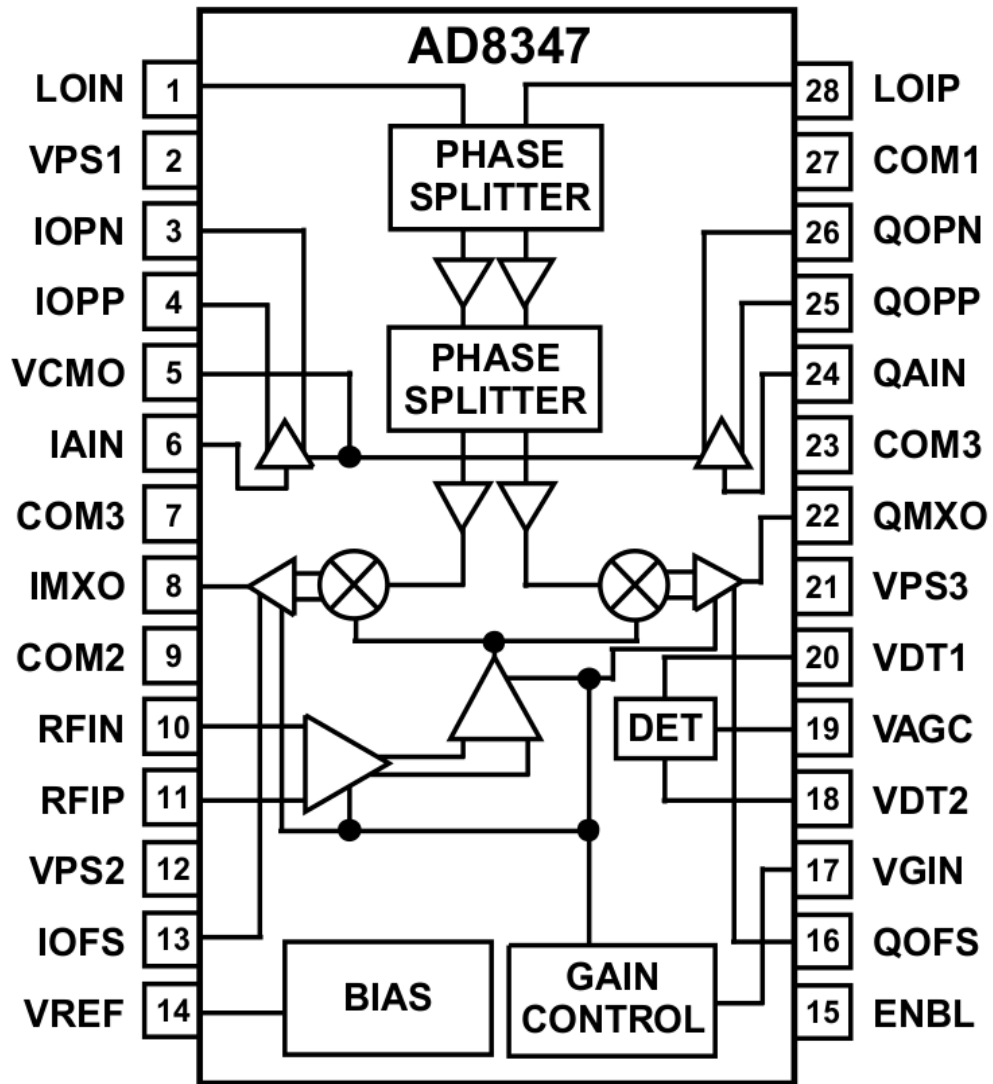 AD8347
LOIN 1
28 LOIP
VPS1 2
27 COM1
PHASE
SPLITTER
IOPN 3
26 QOPN
IOPP 4
25 QOPP
VCMO 5
24 QAIN
PHASE
SPLITTER
IAIN 6
23 COM3
COM3 7
22 QMXO
IMXO 8
21 VPS3
COM2 9
20 VDT1
RFIN 10
DET
19 VAGC
RFIP 11
18 VDT2
VPS2 12
17 VGIN
IOFS 13
16 QOFS
VREF 14
BIAS
GAIN
CONTROL
15 ENBL